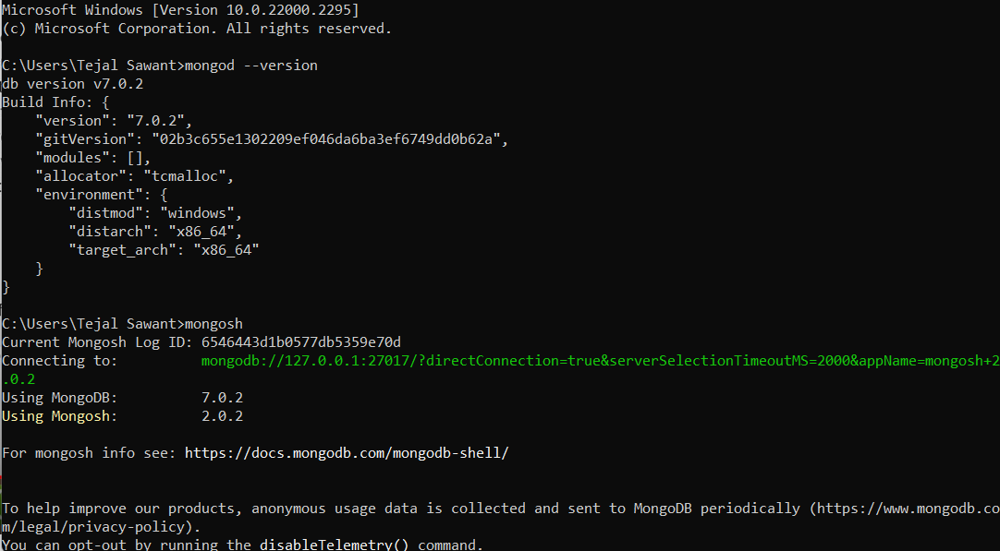 Microsoft Windows [Version 10.0.22000.2295]
(c) Microsoft Corporation. All rights reserved.
C:\Users\Tejal Sawant>mongod --version
db version v7.0.2
Build Info: {
    "version": "7.0.2",
    "gitVersion": "02b3c655e1302209ef046da6ba3ef6749dd0b62a",
    "modules": [],
    "allocator": "tcmalloc",
    "environment": {
        "distmod": "windows",
        "distarch": "x86_64",
        "target_arch": "x86_64"
    }
}
C:\Users\Tejal Sawant>mongosh
Current Mongosh Log ID: 6546443d1b0577db5359e70d
Connecting to:          mongodb://127.0.0.1:27017/?directConnection=true&serverSelectionTimeoutMS=2000&appName=mongosh+2
.0.2
Using MongoDB:          7.0.2
Using Mongosh:          2.0.2
For mongosh info see: https://docs.mongodb.com/mongodb-shell/
To help improve our products, anonymous usage data is collected and sent to MongoDB periodically (https://www.mongodb.co
m/legal/privacy-policy).
You can opt-out by running the disableTelemetry() command.